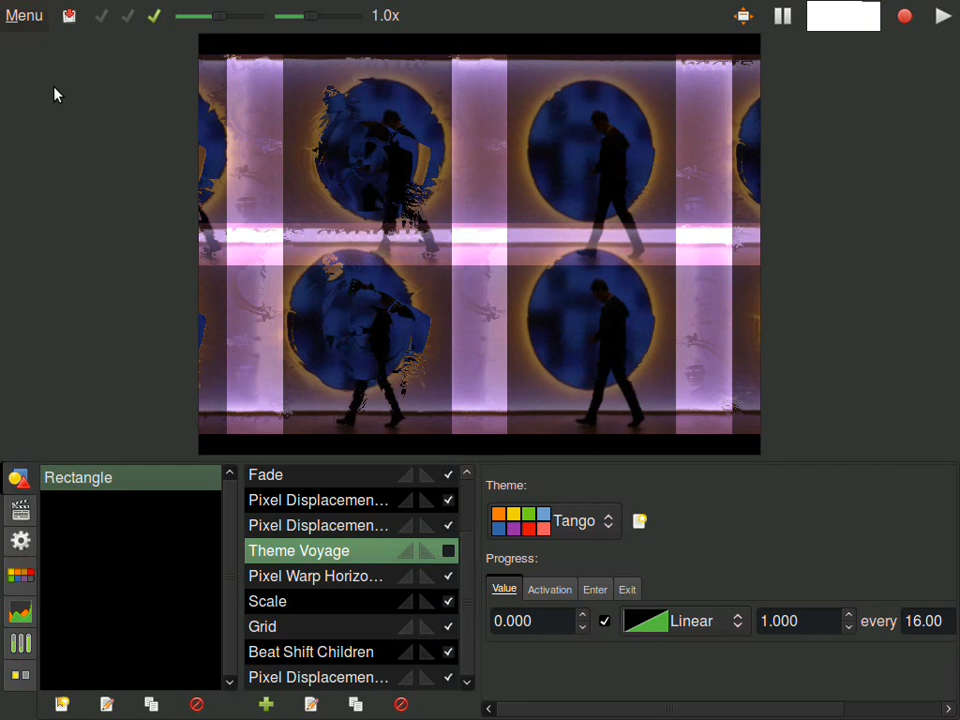 Menu 1.0x
Rectangle
Fade
Pixel Displacemen...
Pixel Displacemen...
Theme Voyage
Pixel Warp Horizo...
Scale
Grid
Beat Shift Children
Pixel Displacemen...
Theme:
Tango
Progress:
Value Activation Enter Exit
0.000 Linear 1.000 every 16.00